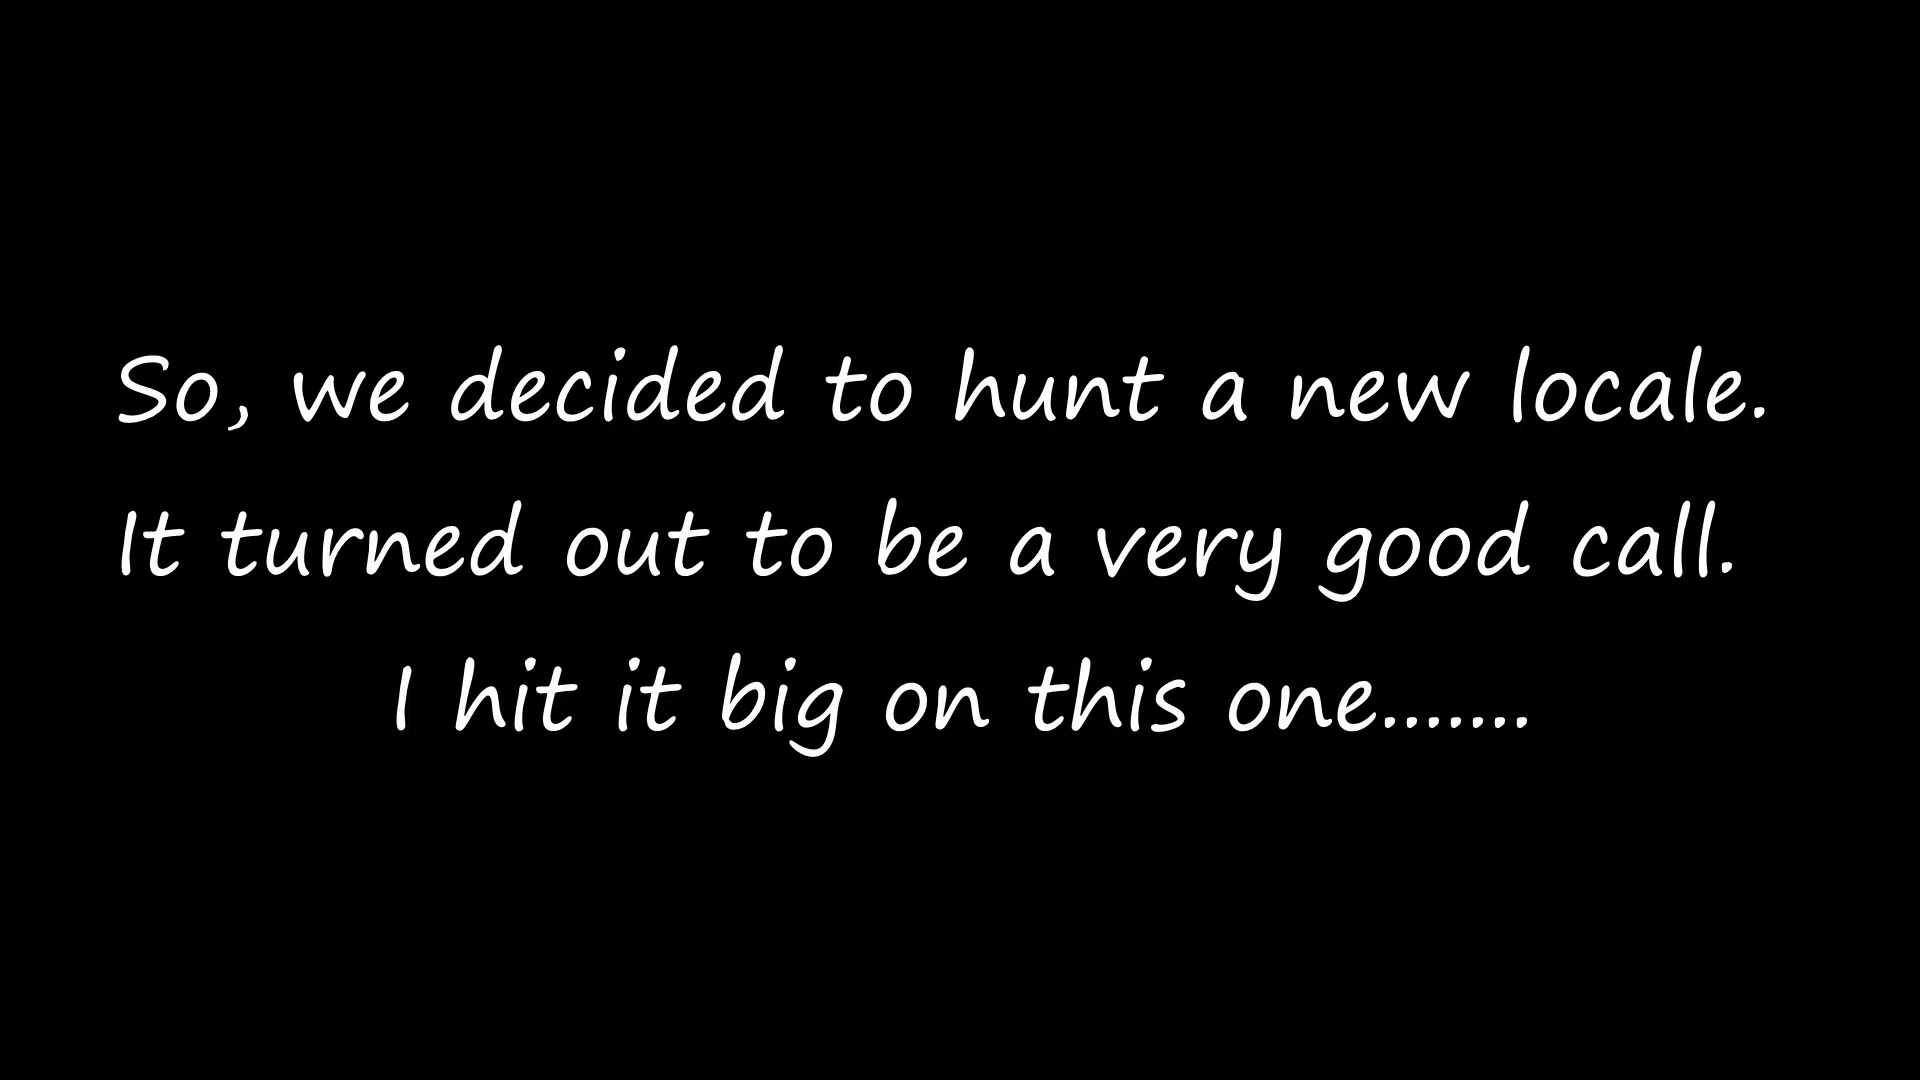 So, we decided to hunt a new locale.
It turned out to be a very good call.
I hit it big on this one.......